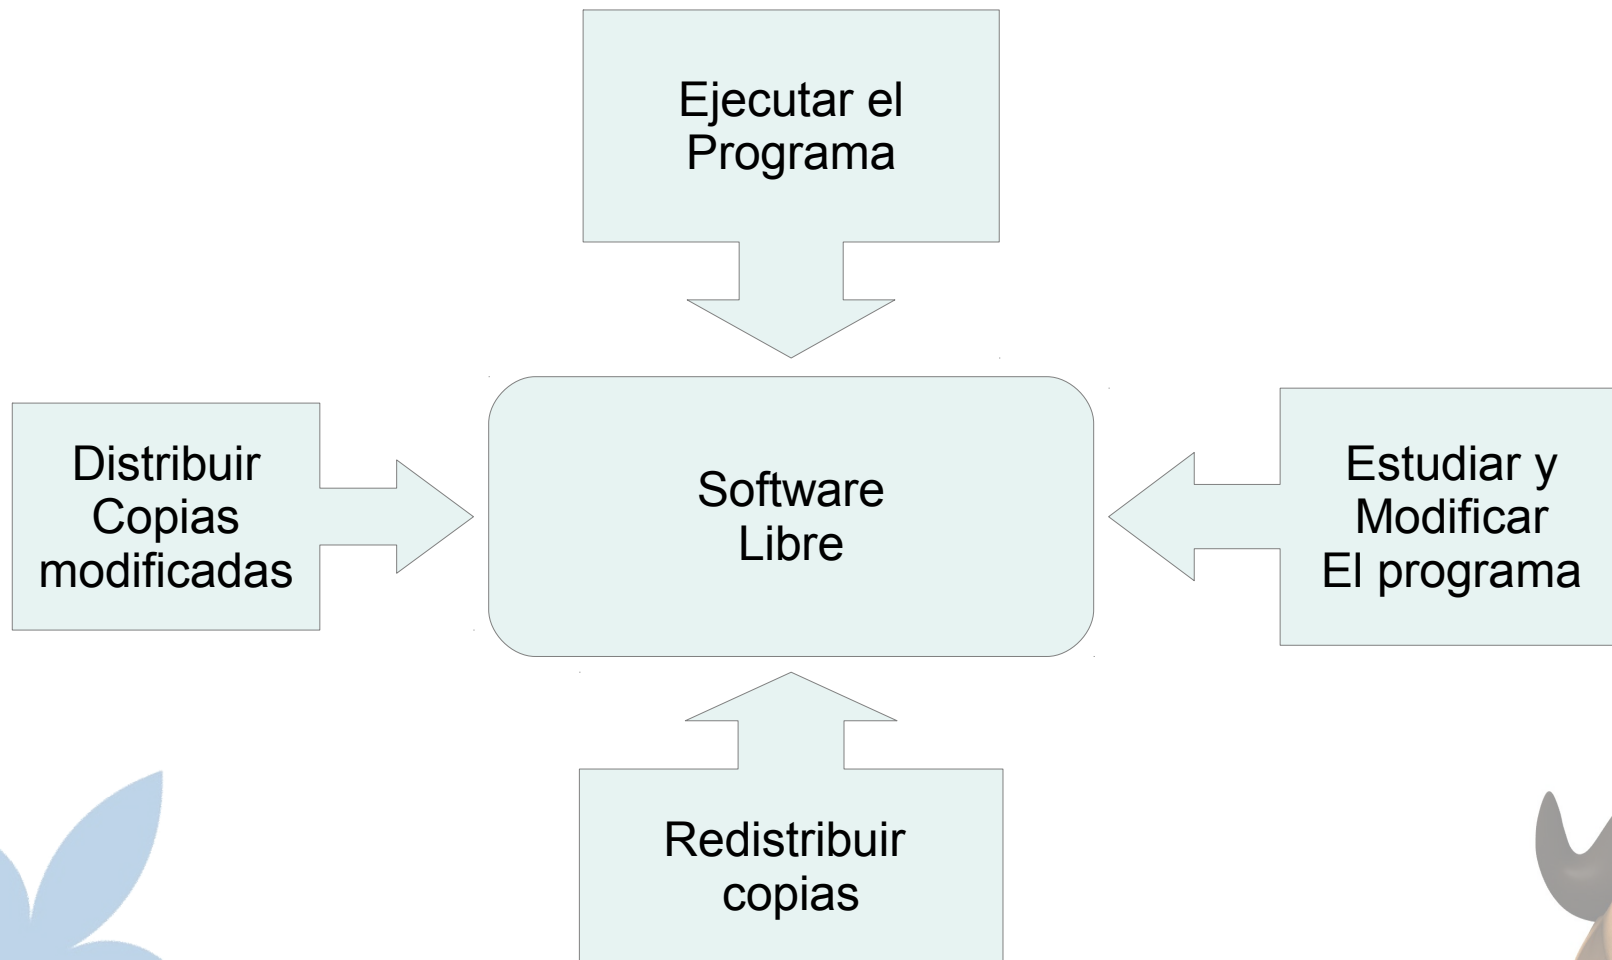 Ejecutar el
Programa
Distribuir
Copias
modificadas
Software
Libre
Estudiar y
Modificar
El programa
Redistribuir
copias